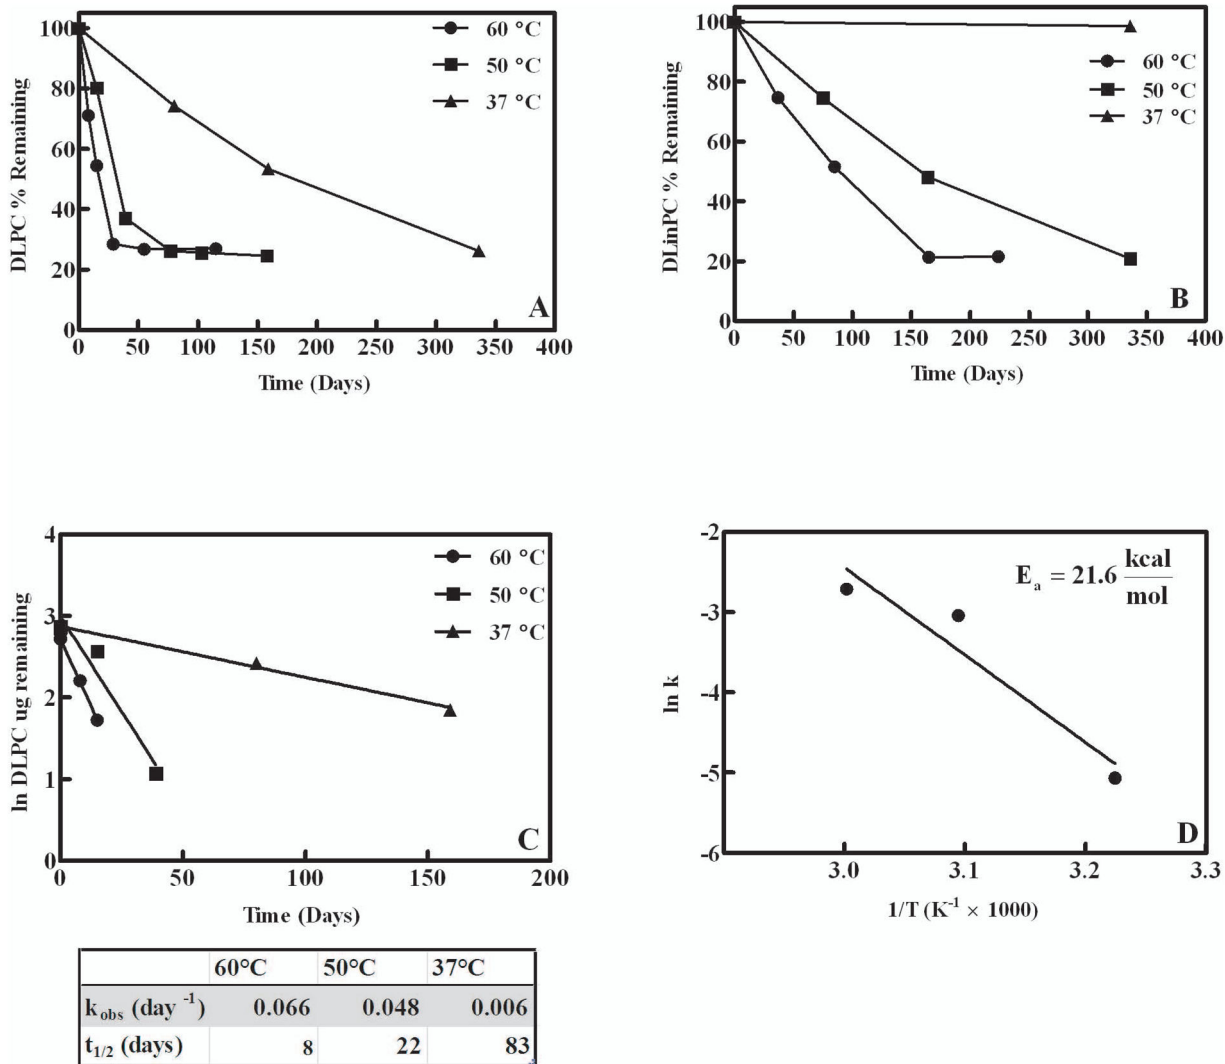 60 °C
50 °C
37 °C
DLPC % Remaining
100
80
60
40
20
0
0 50 100 150 200 250 300 350 400
Time (Days)
A
60 °C
50 °C
37 °C
DLinPC % Remaining
100
80
60
40
20
0
0 50 100 150 200 250 300 350 400
Time (Days)
B
60 °C
50 °C
37 °C
ln DLPC ug remaining
4
3
2
1
0
0 50 100 150 200
Time (Days)
C
E_a = 21.6 kcal/mol
ln k
-2
-3
-4
-5
-6
3.0 3.1 3.2 3.3
1/T (K⁻¹ × 1000)
D
60°C 50°C 37°C
k_obs (day ⁻¹) 0.066 0.048 0.006
t_1/2 (days) 8 22 83